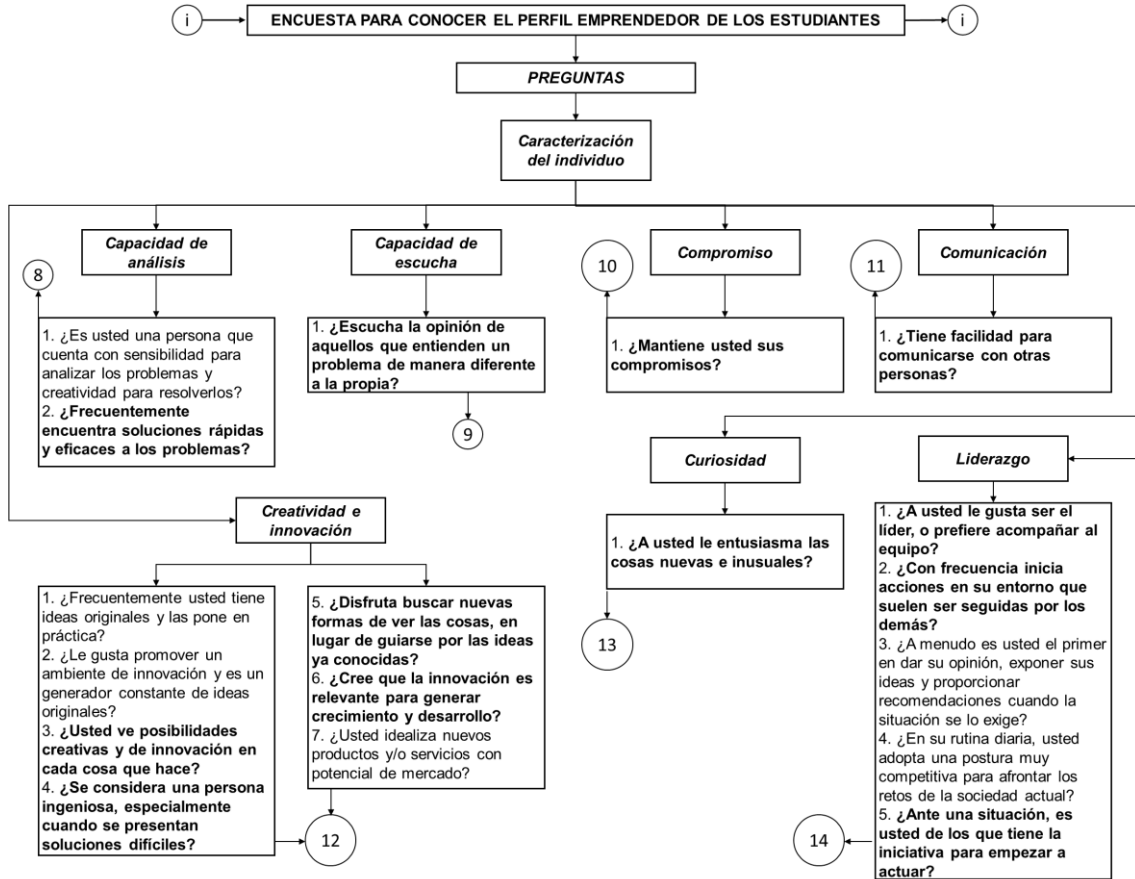 i
ENCUESTA PARA CONOCER EL PERFIL EMPRENDEDOR DE LOS ESTUDIANTES
i
PREGUNTAS
Caracterización
del individuo
Capacidad de
análisis
Capacidad de
escucha
Compromiso
Comunicación
8
10
11
1. ¿Es usted una persona que
cuenta con sensibilidad para
analizar los problemas y
creatividad para resolverlos?
2. ¿Frecuentemente
encuentra soluciones rápidas
y eficaces a los problemas?
1. ¿Escucha la opinión de
aquellos que entienden un
problema de manera diferente
a la propia?
9
1. ¿Mantiene usted sus
compromisos?
1. ¿Tiene facilidad para
comunicarse con otras
personas?
Curiosidad
Liderazgo
Creatividad e
innovación
1. ¿A usted le entusiasma las
cosas nuevas e inusuales?
13
1. ¿A usted le gusta ser el
líder, o prefiere acompañar al
equipo?
2. ¿Con frecuencia inicia
acciones en su entorno que
suelen ser seguidas por los
demás?
3. ¿A menudo es usted el primer
en dar su opinión, exponer sus
ideas y proporcionar
recomendaciones cuando la
situación se lo exige?
4. ¿En su rutina diaria, usted
adopta una postura muy
competitiva para afrontar los
retos de la sociedad actual?
5. ¿Ante una situación, es
usted de los que tiene la
iniciativa para empezar a
actuar?
14
1. ¿Frecuentemente usted tiene
ideas originales y las pone en
práctica?
2. ¿Le gusta promover un
ambiente de innovación y es un
generador constante de ideas
originales?
3. ¿Usted ve posibilidades
creativas y de innovación en
cada cosa que hace?
4. ¿Se considera una persona
ingeniosa, especialmente
cuando se presentan
soluciones difíciles?
5. ¿Disfruta buscar nuevas
formas de ver las cosas, en
lugar de guiarse por las ideas
ya conocidas?
6. ¿Cree que la innovación es
relevante para generar
crecimiento y desarrollo?
7. ¿Usted idealiza nuevos
productos y/o servicios con
potencial de mercado?
12